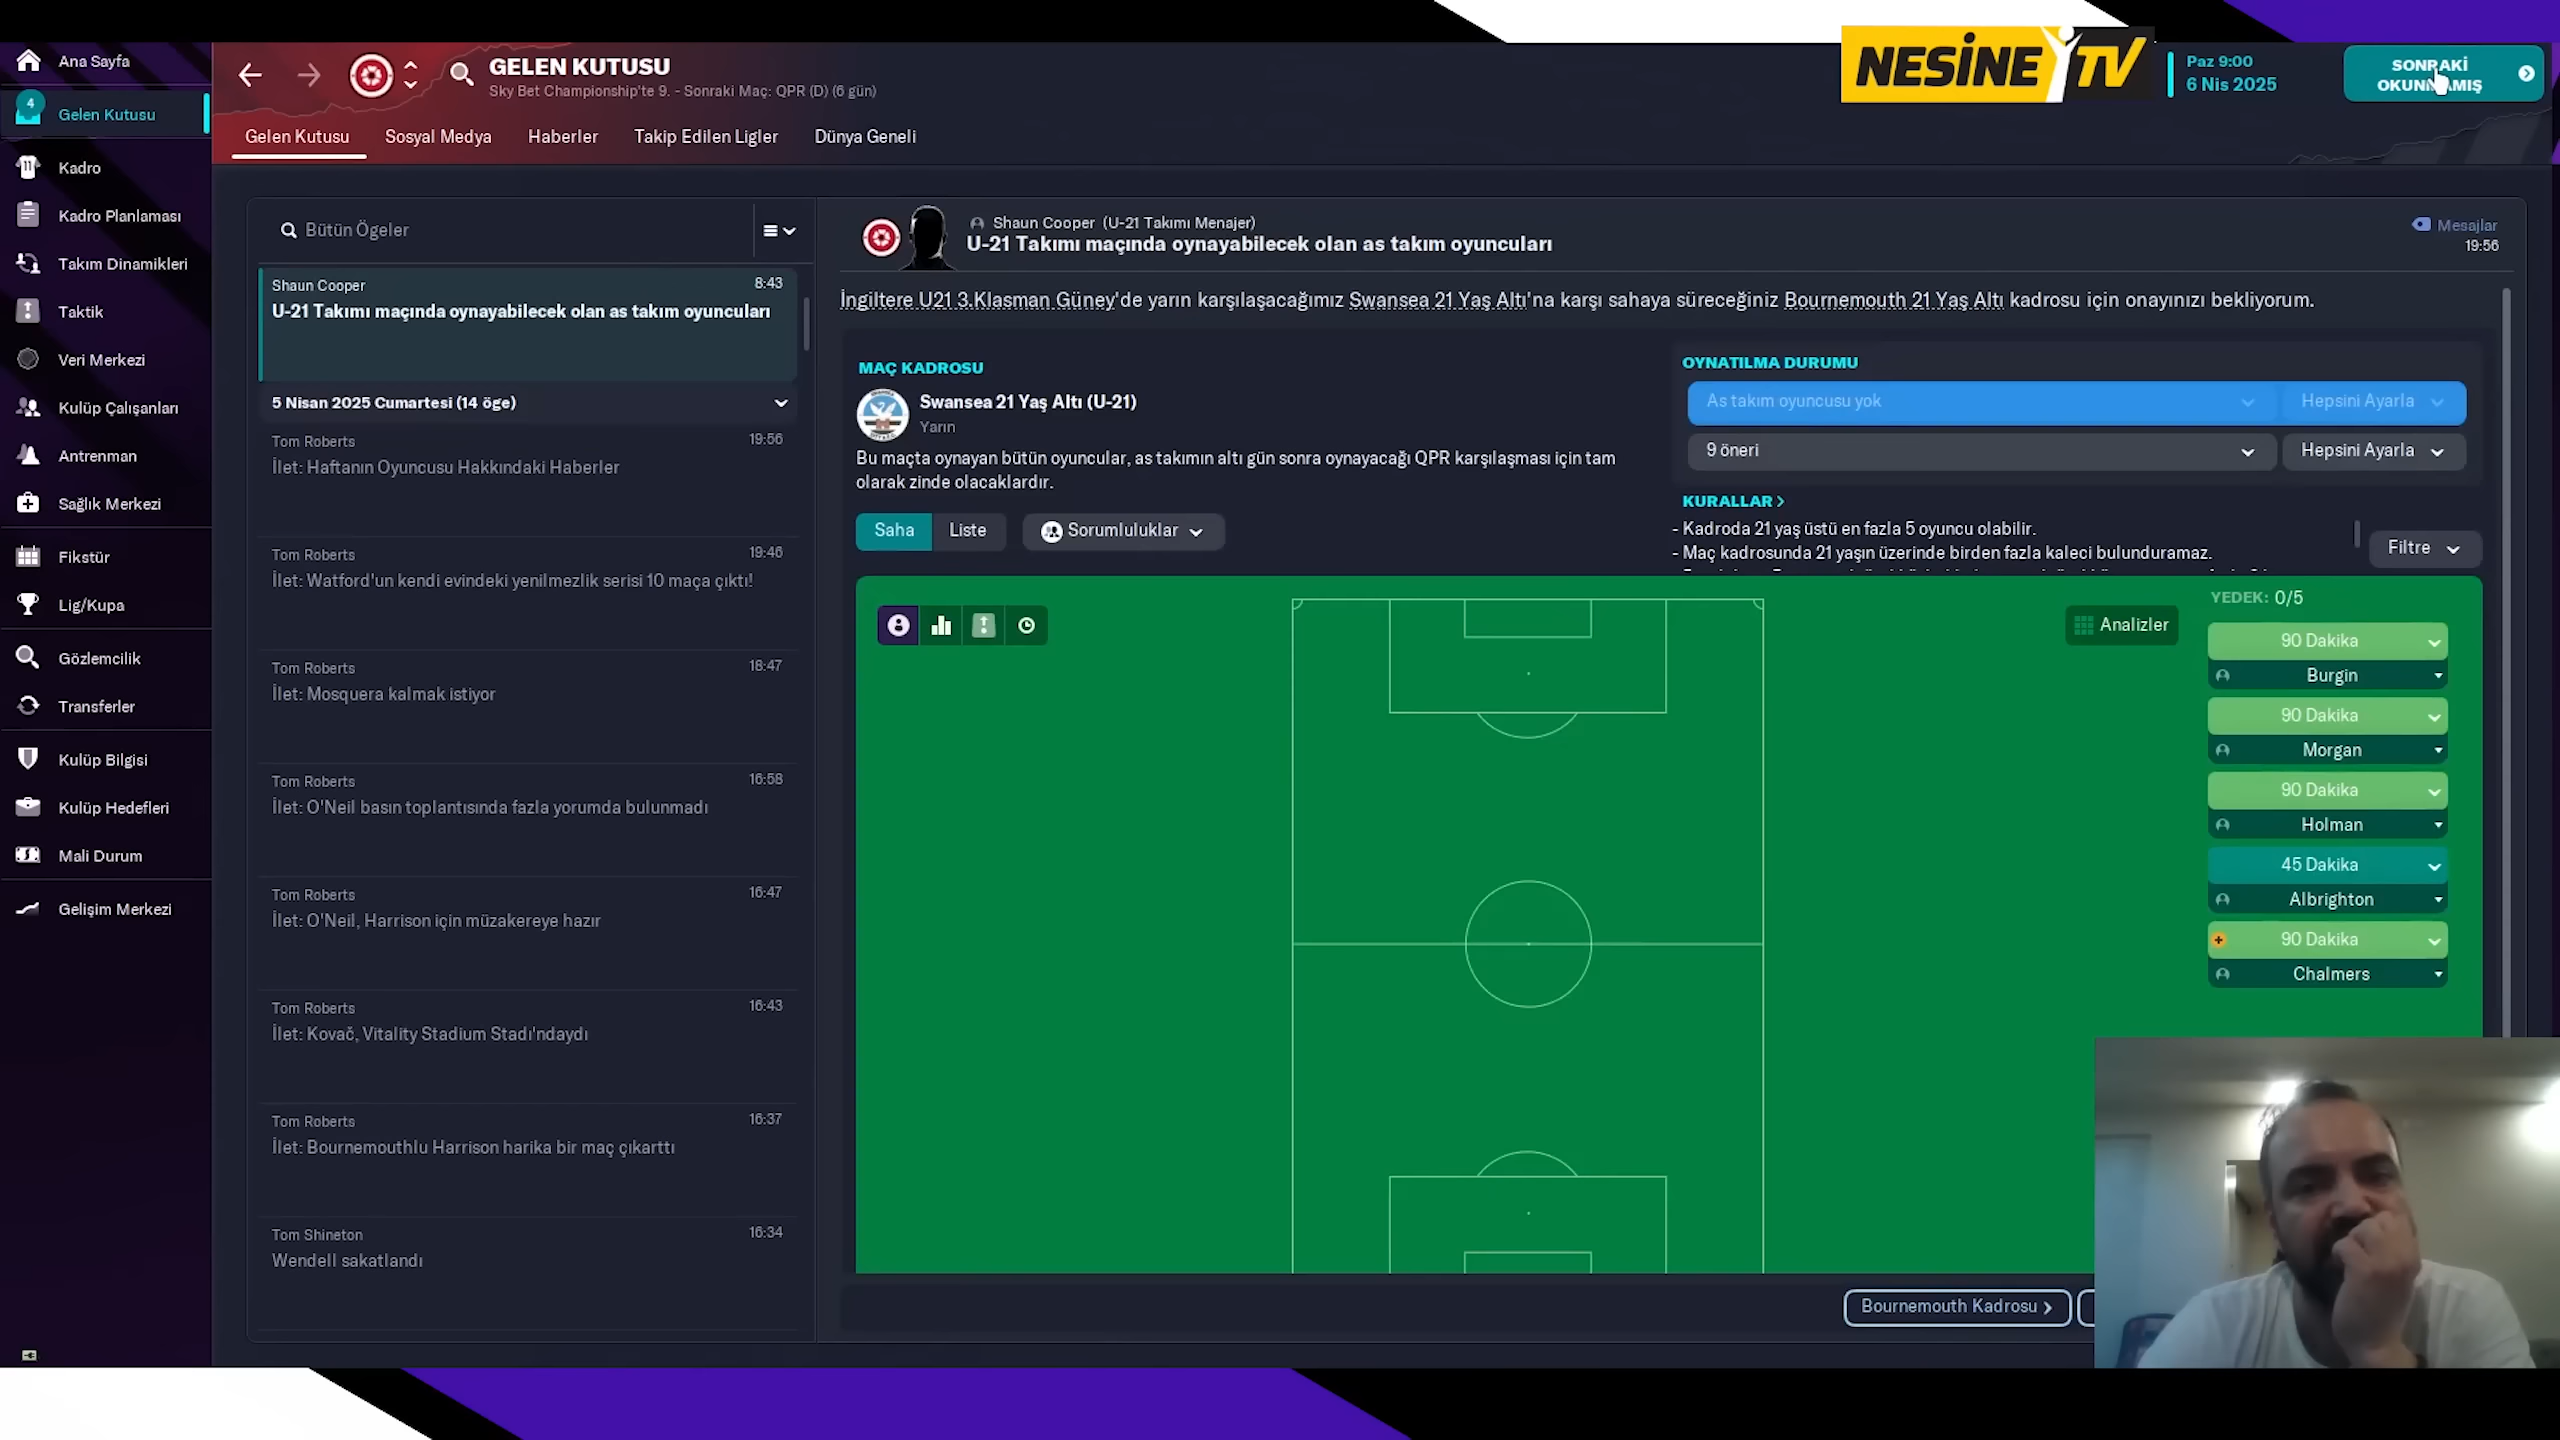 Ana Sayfa
4
Gelen Kutusu
Kadro
Kadro Planlaması
Takım Dinamikleri
Taktik
Veri Merkezi
Kulüp Çalışanları
Antrenman
Sağlık Merkezi
Fikstür
Lig/Kupa
Gözlemcilik
Transferler
Kulüp Bilgisi
Kulüp Hedefleri
Mali Durum
Gelişim Merkezi
GELEN KUTUSU
Sky Bet Championship'te 9. - Sonraki Maç: QPR (D) (6 gün)
NESİNE TV
Paz 9:00
6 Nis 2025
SONRAKİ
Gelen Kutusu
Sosyal Medya
Haberler
Takip Edilen Ligler
Dünya Geneli
Bütün Ögeler
Shaun Cooper
8:43
U-21 Takımı maçında oynayabilecek olan as takım oyuncuları
5 Nisan 2025 Cumartesi (14 öge)
Tom Roberts
19:56
İlet: Haftanın Oyuncusu Hakkındaki Haberler
Tom Roberts
19:46
İlet: Watford'un kendi evindeki yenilmezlik serisi 10 maça çıktı!
Tom Roberts
18:47
İlet: Mosquera kalmak istiyor
Tom Roberts
16:58
İlet: O'Neil basın toplantısında fazla yorumda bulunmadı
Tom Roberts
16:47
İlet: O'Neil, Harrison için müzakereye hazır
Tom Roberts
16:43
İlet: Kovač, Vitality Stadium Stadı'ndaydı
Tom Roberts
16:37
İlet: Bournemouthlu Harrison harika bir maç çıkarttı
Tom Shineton
16:34
Wendell sakatlandı
Shaun Cooper (U-21 Takımı Menajer)
U-21 Takımı maçında oynayabilecek olan as takım oyuncuları
Mesajlar
19:56
İngiltere U21 3.Klasman Güney'de yarın karşılaşacağımız Swansea 21 Yaş Altı'na karşı sahaya süreceğiniz Bournemouth 21 Yaş Altı kadrosu için onayınızı bekliyorum.
MAÇ KADROSU
Swansea 21 Yaş Altı (U-21)
Yarın
Bu maçta oynayan bütün oyuncular, as takımın altı gün sonra oynayacağı QPR karşılaşması için tam
olarak zinde olacaklardır.
Saha
Liste
Sorumluluklar
OYNATILMA DURUMU
As takım oyuncusu yok
Hepsini Ayarla
9 öneri
Hepsini Ayarla
KURALLAR
- Kadroda 21 yaş üstü en fazla 5 oyuncu olabilir.
- Maç kadrosunda 21 yaşın üzerinde birden fazla kaleci bulunduramaz.
Filtre
Analizler
YEDEK: 0/5
90 Dakika
Burgin
90 Dakika
Morgan
90 Dakika
Holman
45 Dakika
Albrighton
90 Dakika
Chalmers
Bournemouth Kadrosu